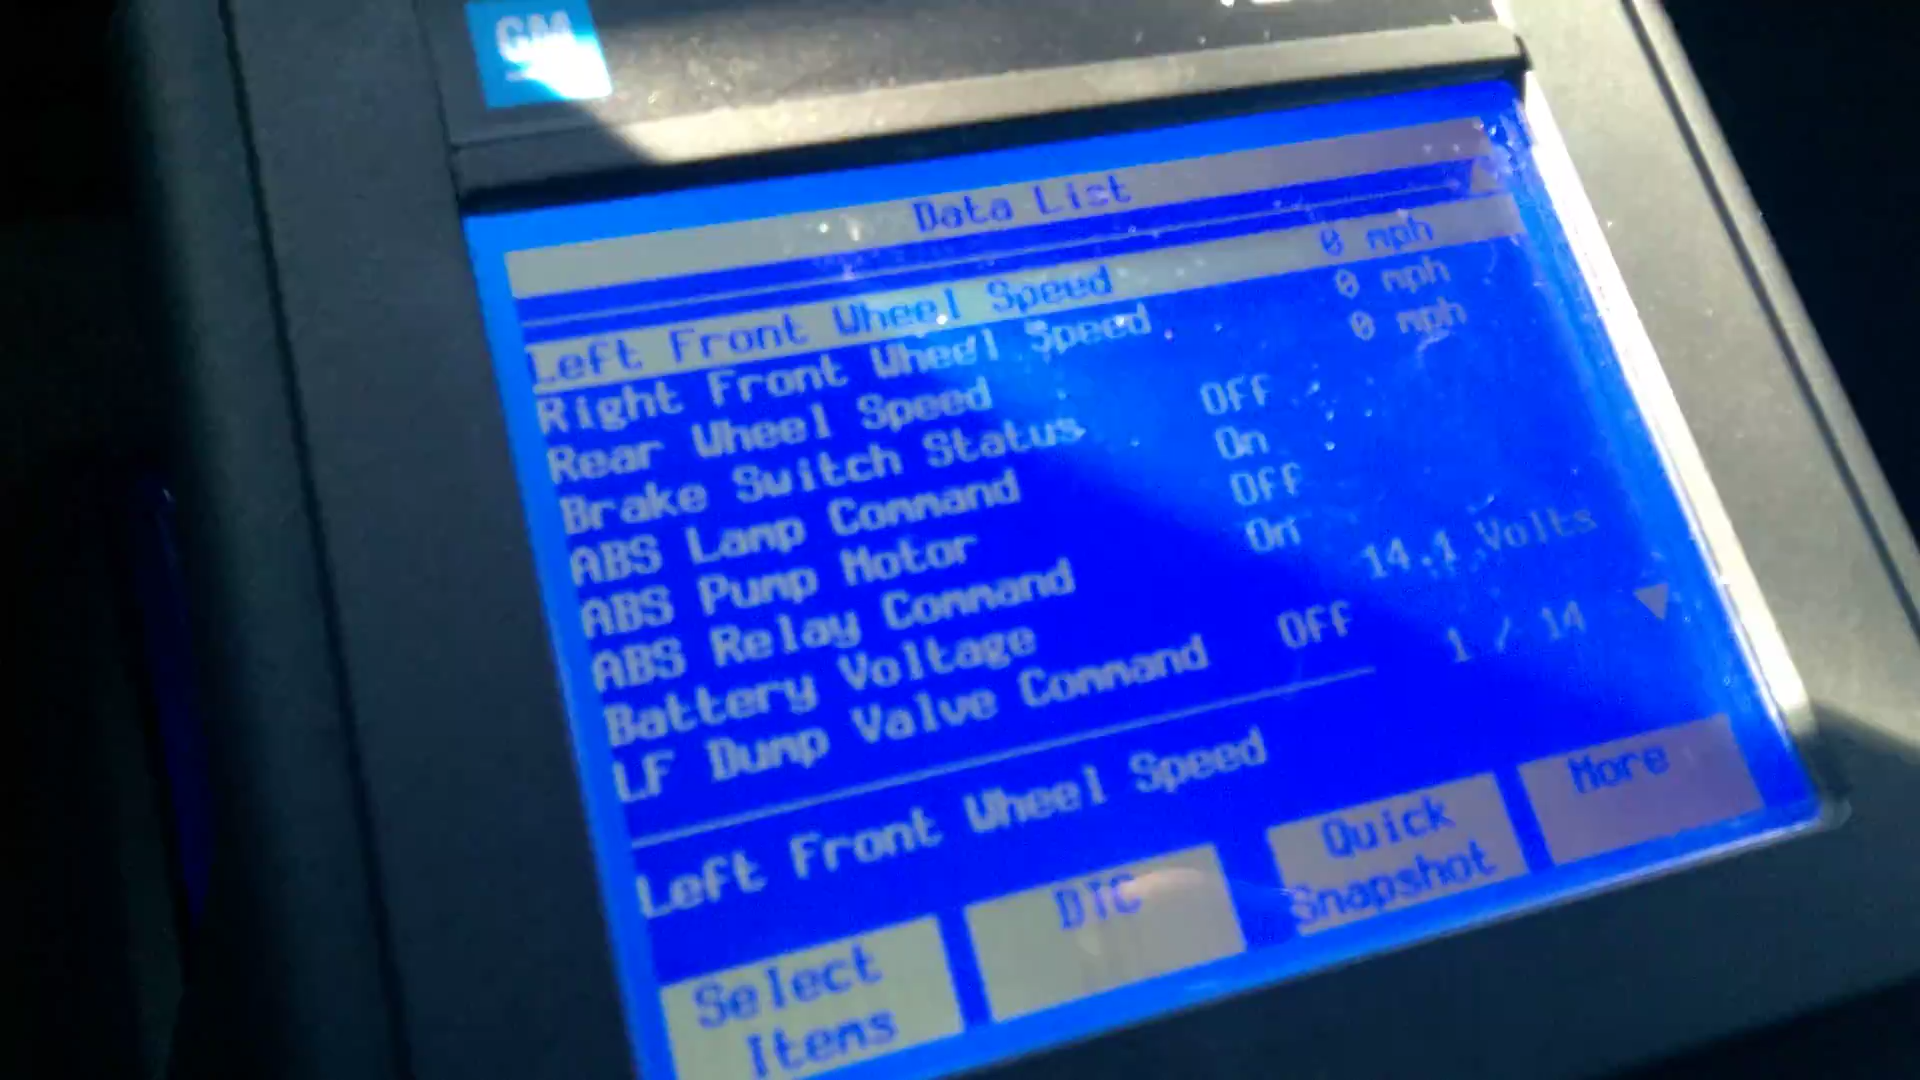 GM
Data List
Left Front Wheel Speed 0 mph
Right Front Wheel Speed 0 mph
Rear Wheel Speed 0 mph
Brake Switch Status OFF
ABS Lamp Command On
ABS Pump Motor OFF
ABS Relay Command On
Battery Voltage 14.1 Volts
LF Dump Valve Command OFF
1 / 14
Left Front Wheel Speed
Select Items
DTC
Quick Snapshot
More